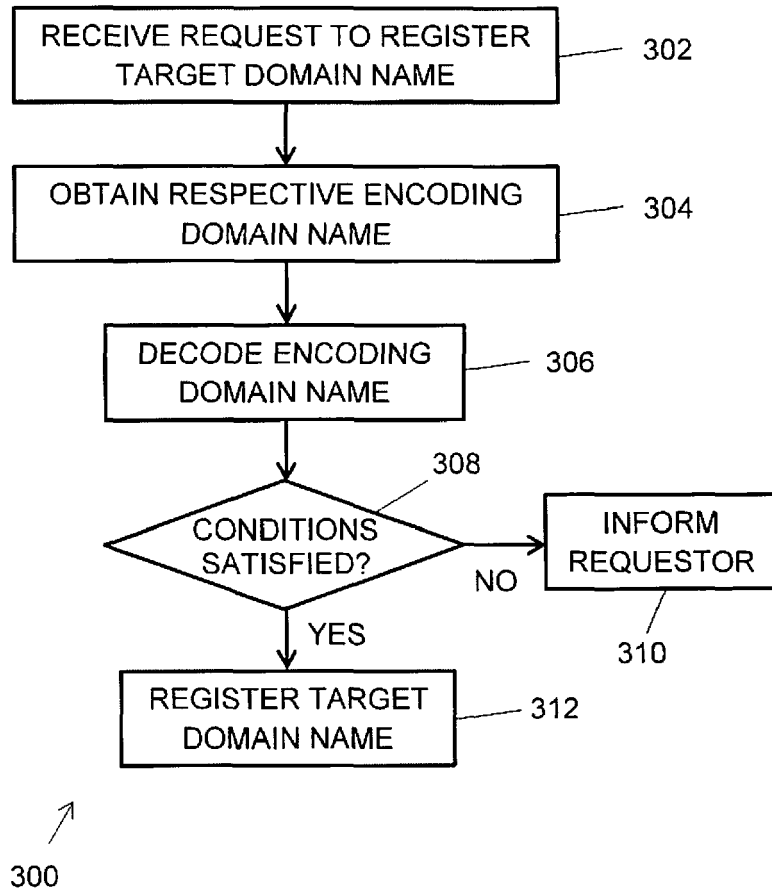 RECEIVE REQUEST TO REGISTER
TARGET DOMAIN NAME
302
OBTAIN RESPECTIVE ENCODING
DOMAIN NAME
304
DECODE ENCODING
DOMAIN NAME
306
308
CONDITIONS
SATISFIED?
NO
INFORM
REQUESTOR
310
YES
REGISTER TARGET
DOMAIN NAME
312
300